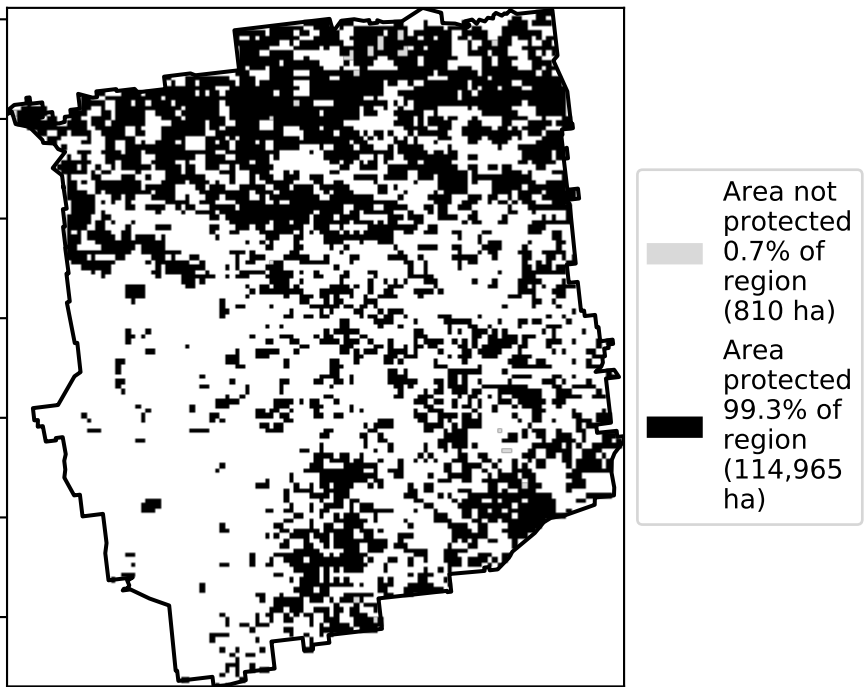 Area not
protected
0.7% of
region
(810 ha)
Area
protected
99.3% of
region
(114,965
ha)